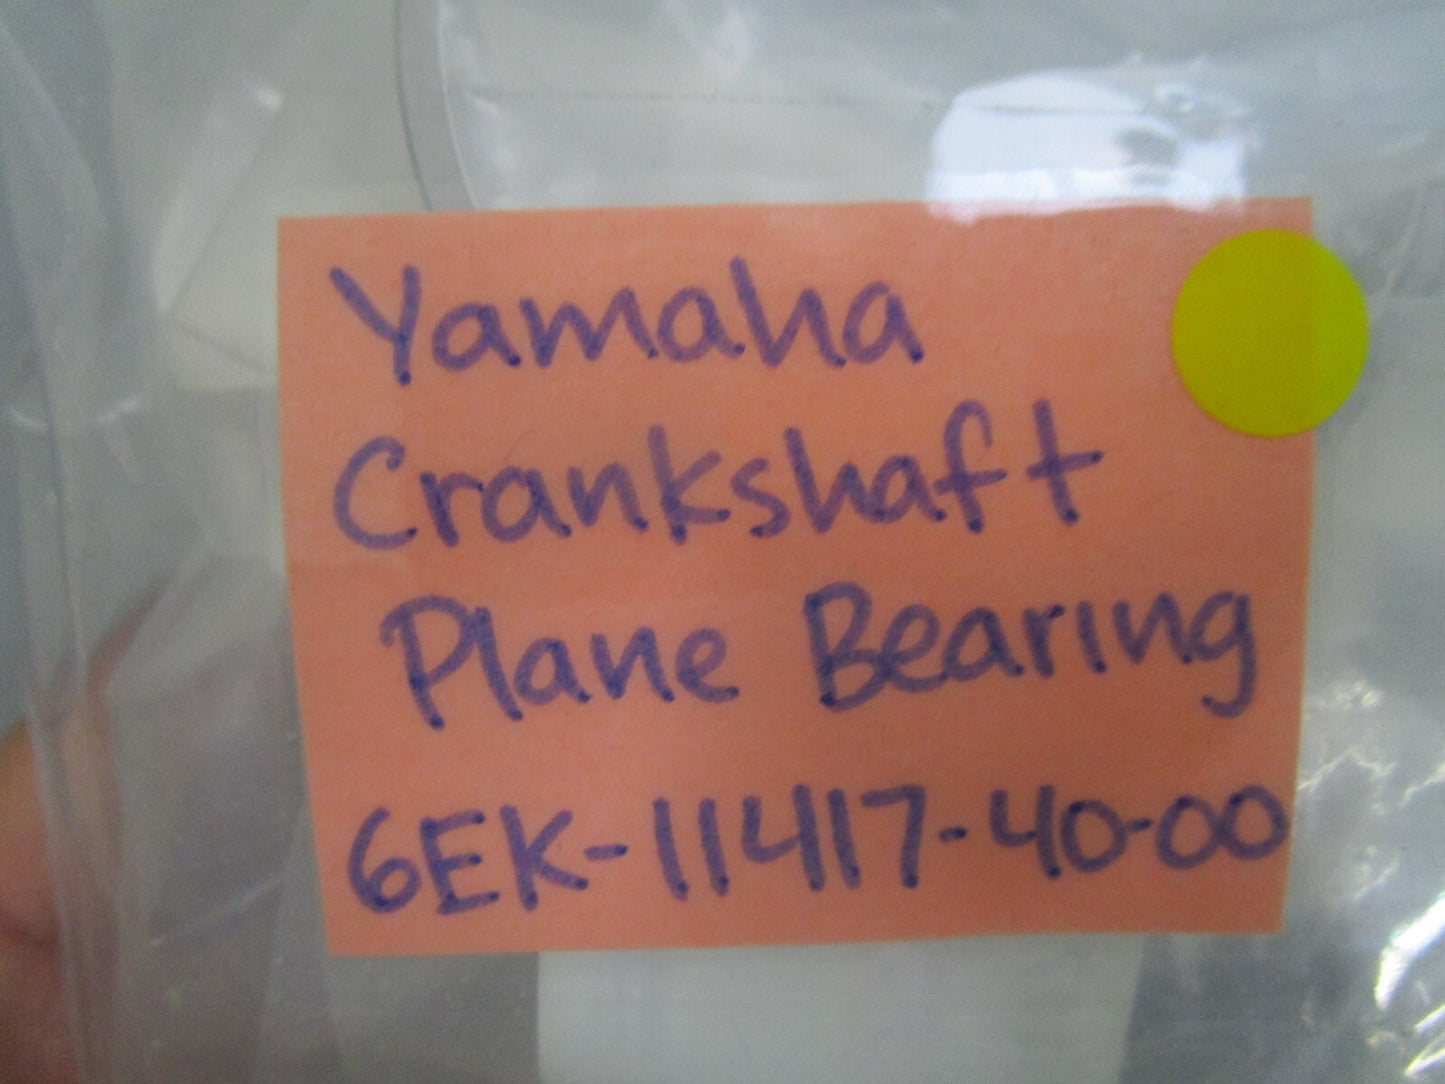 Yamaha
Crankshaft
Plane Bearing
6EK-11417-40-00